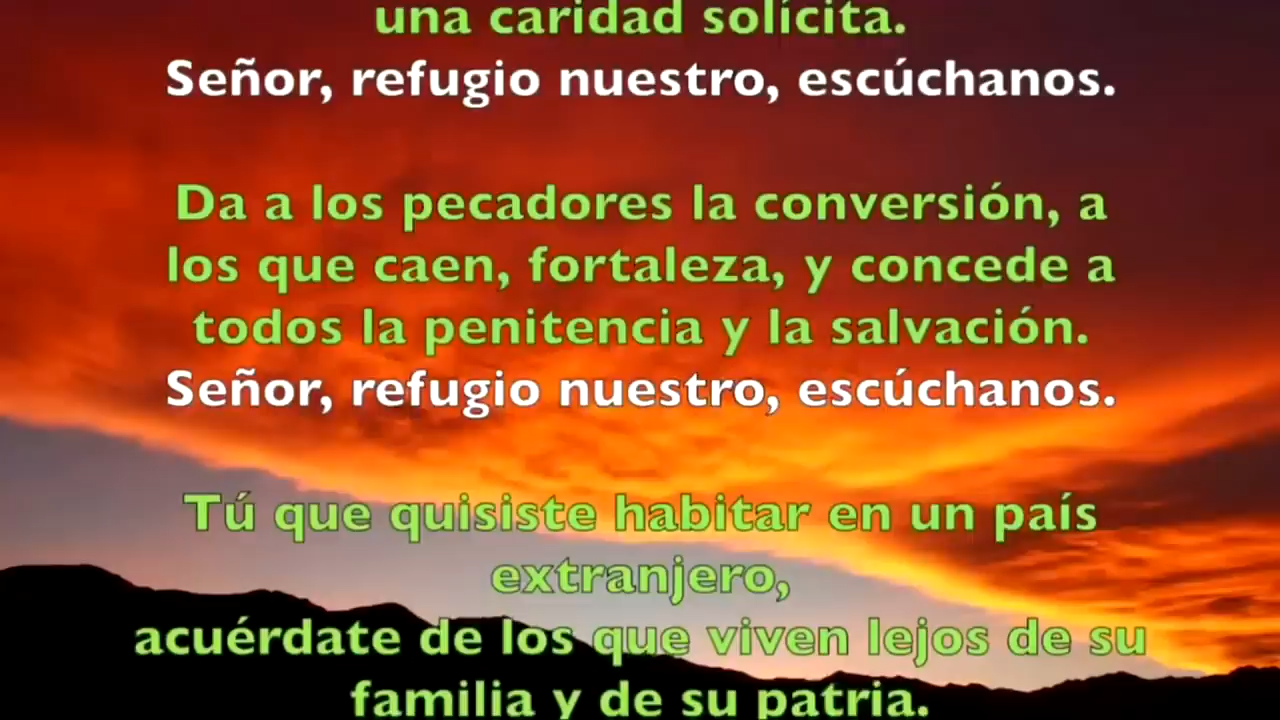 una caridad solícita.
Señor, refugio nuestro, escúchanos.
Da a los pecadores la conversión, a
los que caen, fortaleza, y concede a
todos la penitencia y la salvación.
Señor, refugio nuestro, escúchanos.
Tú que quisiste habitar en un país
extranjero,
acuérdate de los que viven lejos de su
familia y de su patria.